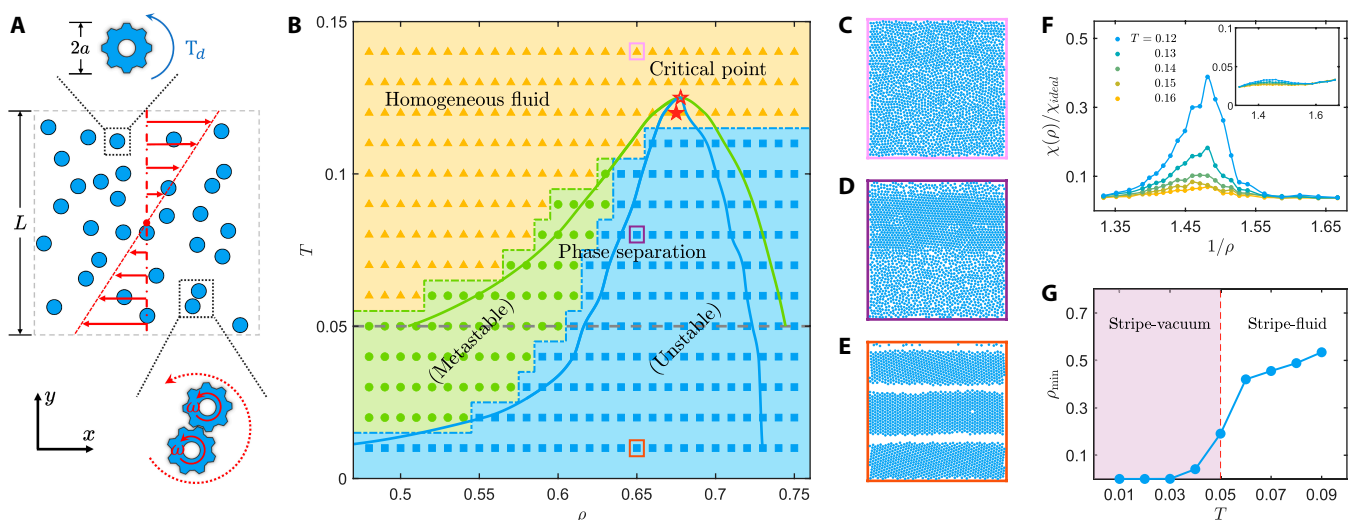 A
2a
T_d
L
ω
ω
y
x
B
0.15
0.1
0.05
0
T
Critical point
Homogeneous fluid
Phase separation
(Metastable)
(Unstable)
0.5
0.55
0.6
0.65
0.7
0.75
ρ
C
D
E
F
0.5
0.3
0.1
χ(ρ)/χ_ideal
T = 0.12
0.13
0.14
0.15
0.16
0.1
0.05
0
1.4
1.6
1.35
1.45
1.55
1.65
1/ρ
G
0.7
0.5
0.3
0.1
ρ_min
Stripe-vacuum
Stripe-fluid
0.01
0.03
0.05
0.07
0.09
T